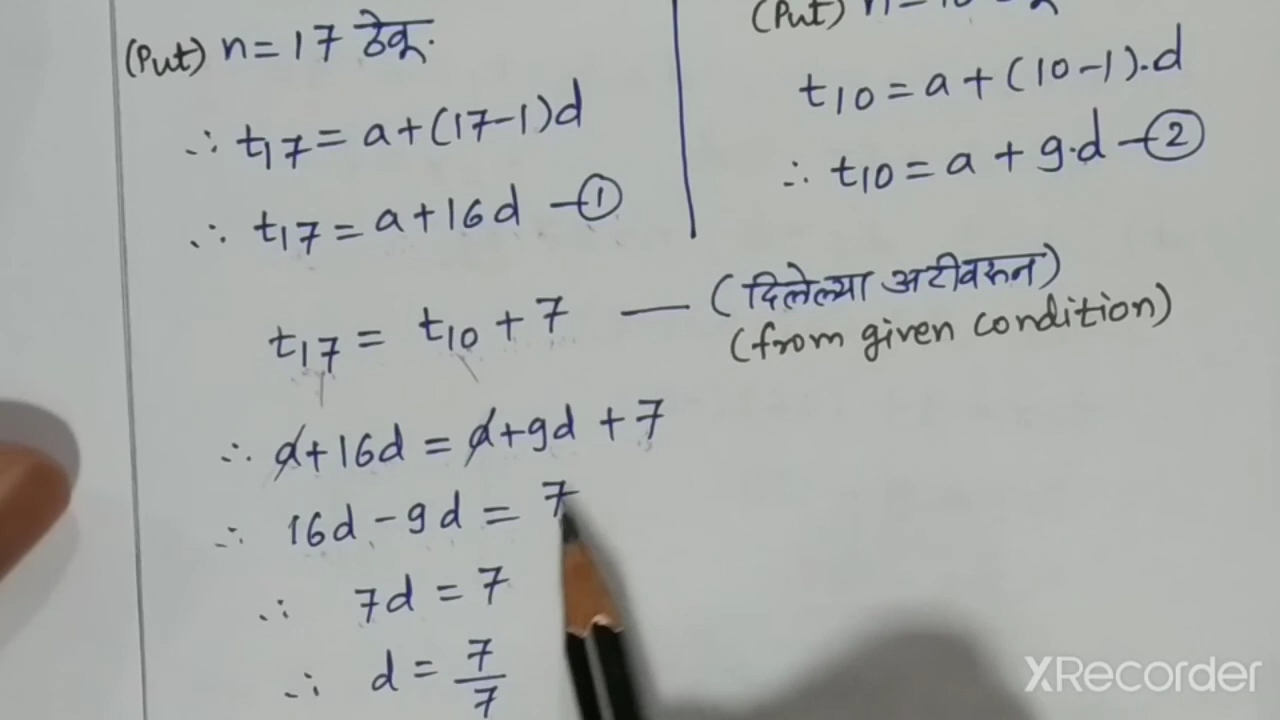 (Put) n = 17 ठेवू.
∴ t17 = a + (17-1)d
∴ t17 = a + 16d —①
(Put)
t10 = a + (10-1).d
∴ t10 = a + 9.d —②
t17 = t10 + 7 — (दिलेल्या अटीवरून)
(from given condition)
∴ a + 16d = a + 9d + 7
∴ 16d - 9d = 7
∴ 7d = 7
∴ d = 7/7
XRecorder